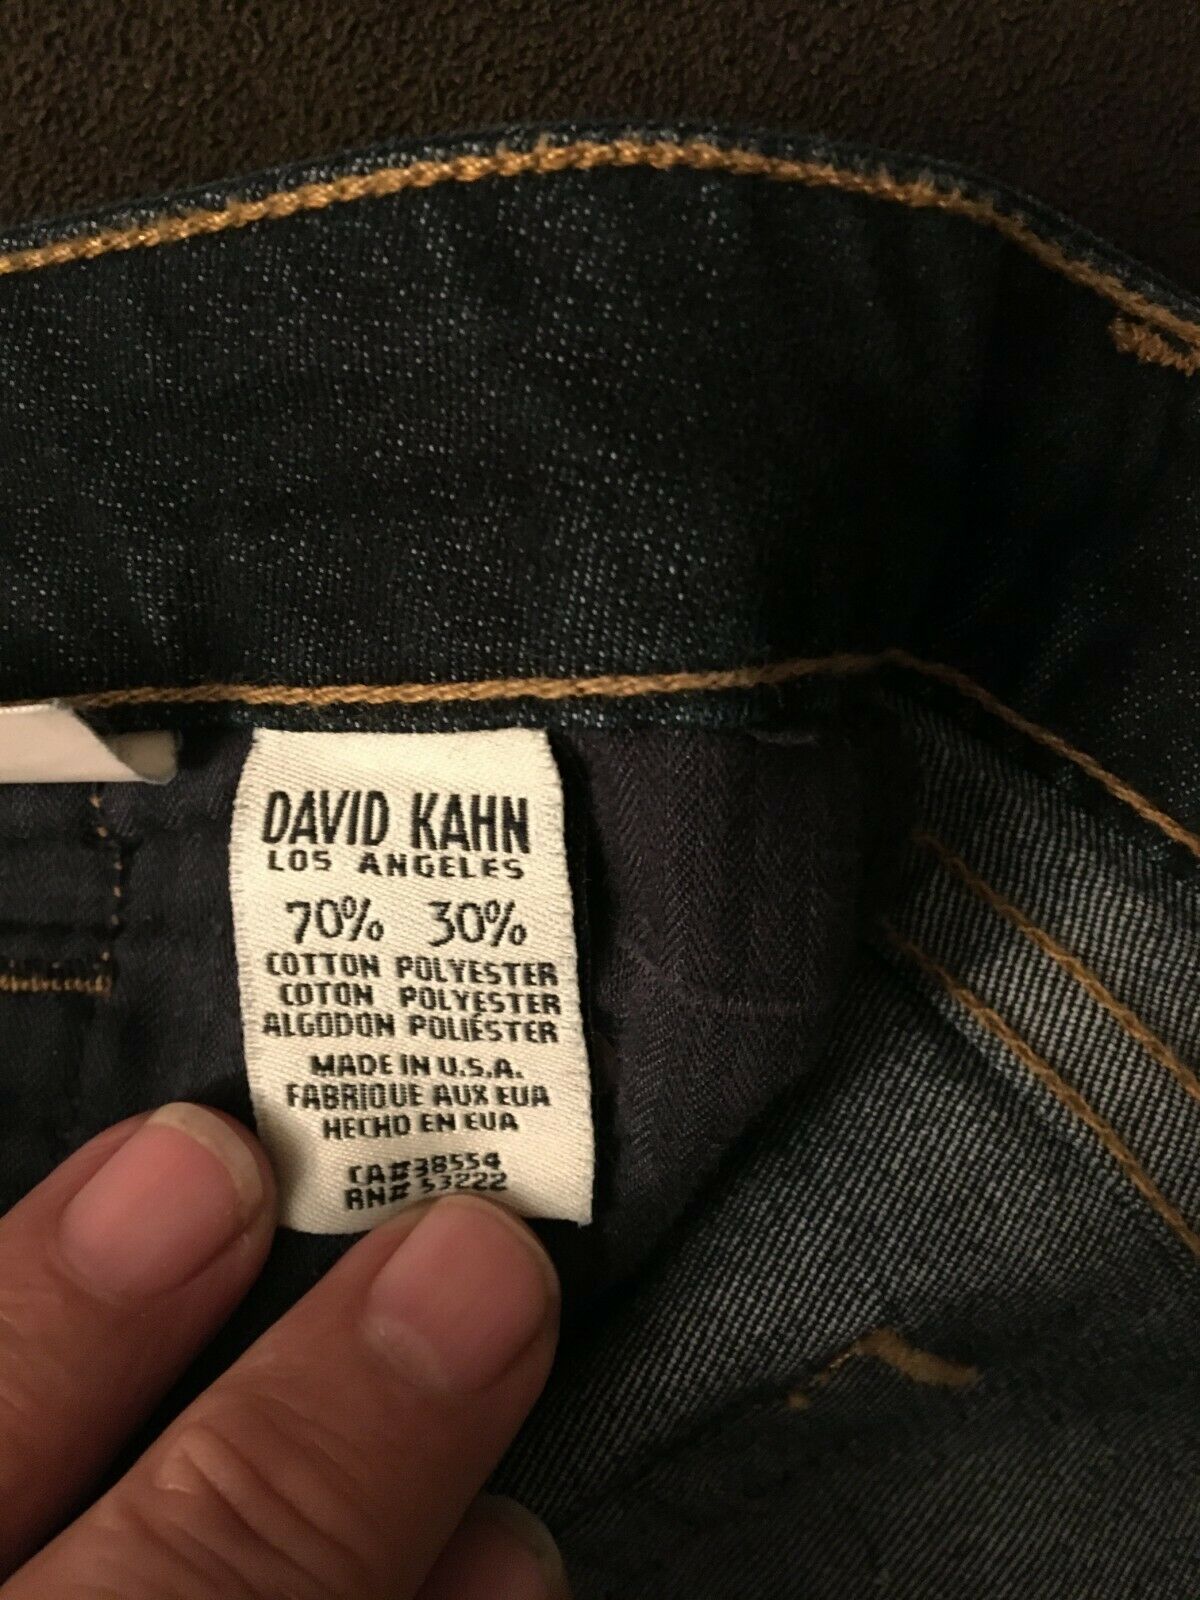 DAVID KAHN
LOS ANGELES
70% 30%
COTTON POLYESTER
COTON POLYESTER
ALGODON POLIÉSTER
MADE IN U.S.A.
FABRIQUE AUX EUA
HECHO EN EUA
CA# 38554
RN# 53222